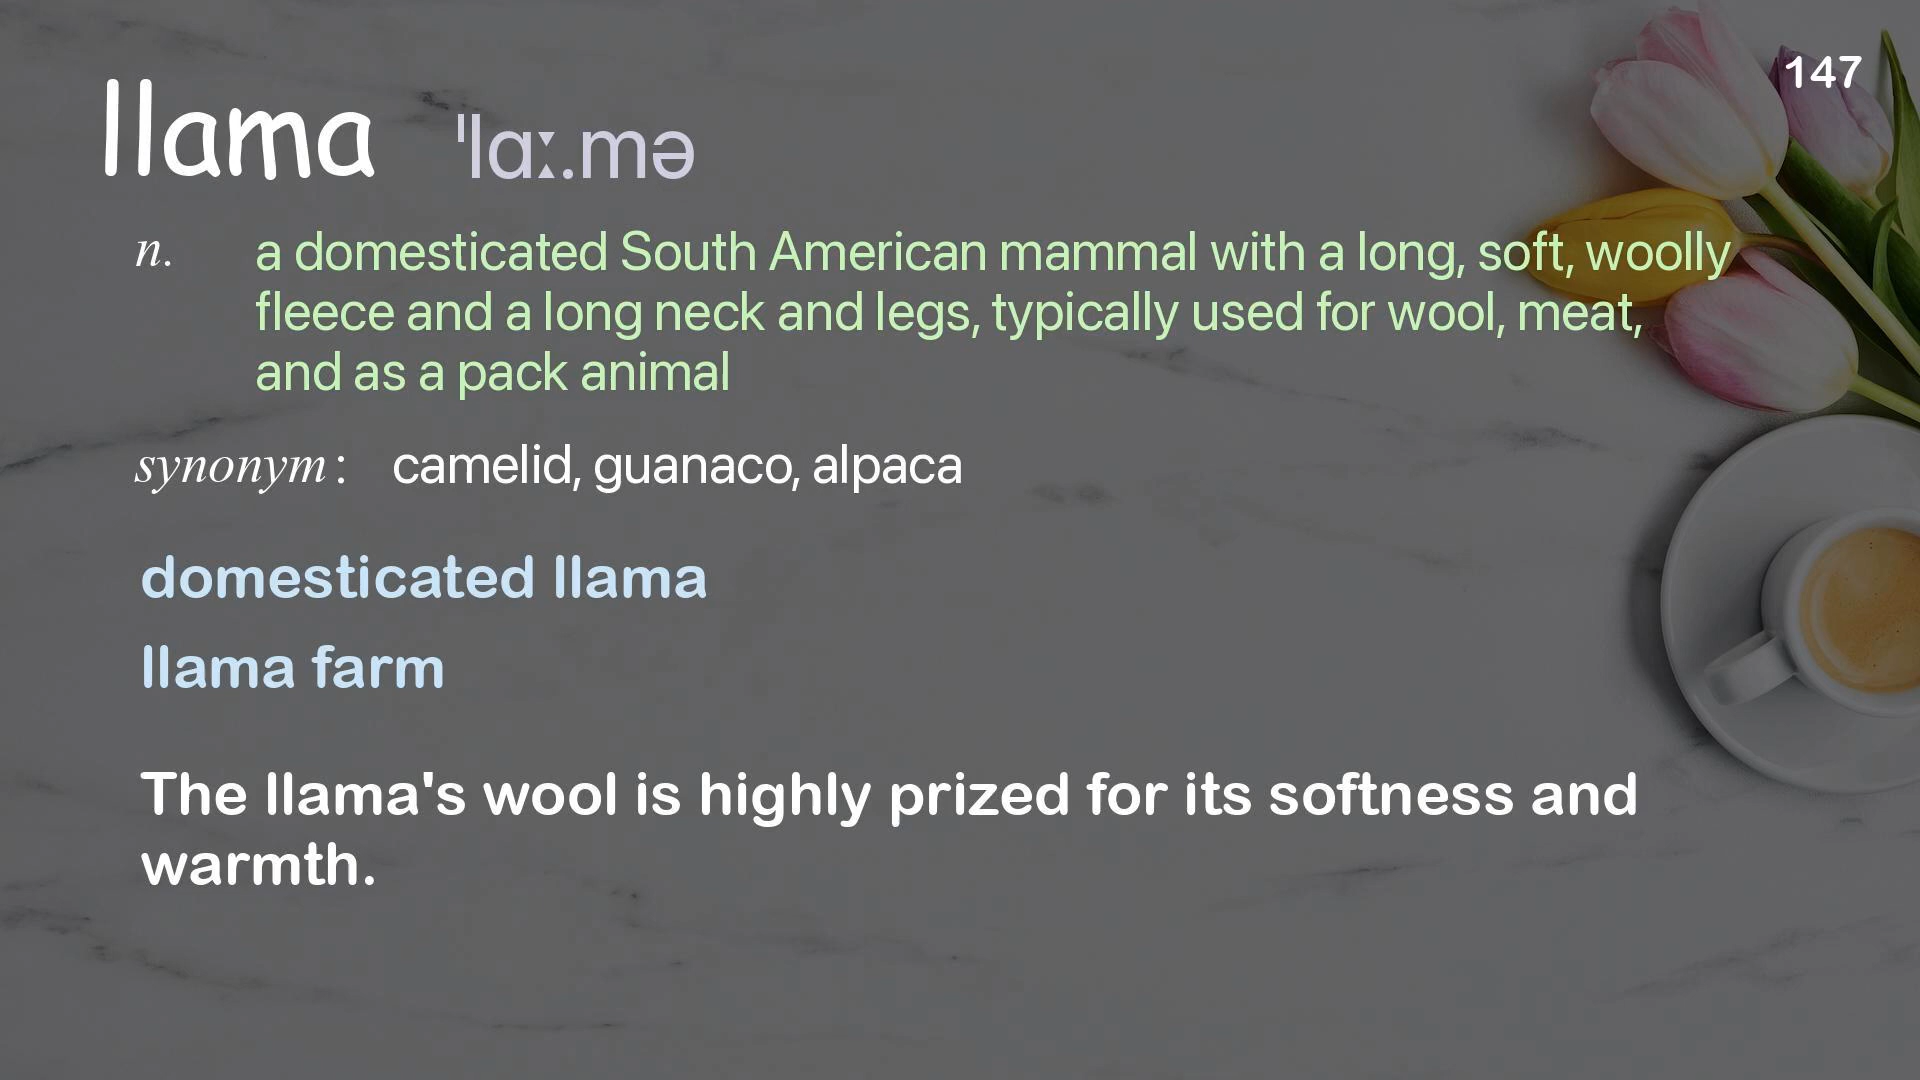 147
llama ˈlɑː.mə
n. a domesticated South American mammal with a long, soft, woolly
fleece and a long neck and legs, typically used for wool, meat,
and as a pack animal
synonym : camelid, guanaco, alpaca
domesticated llama
llama farm
The llama's wool is highly prized for its softness and
warmth.